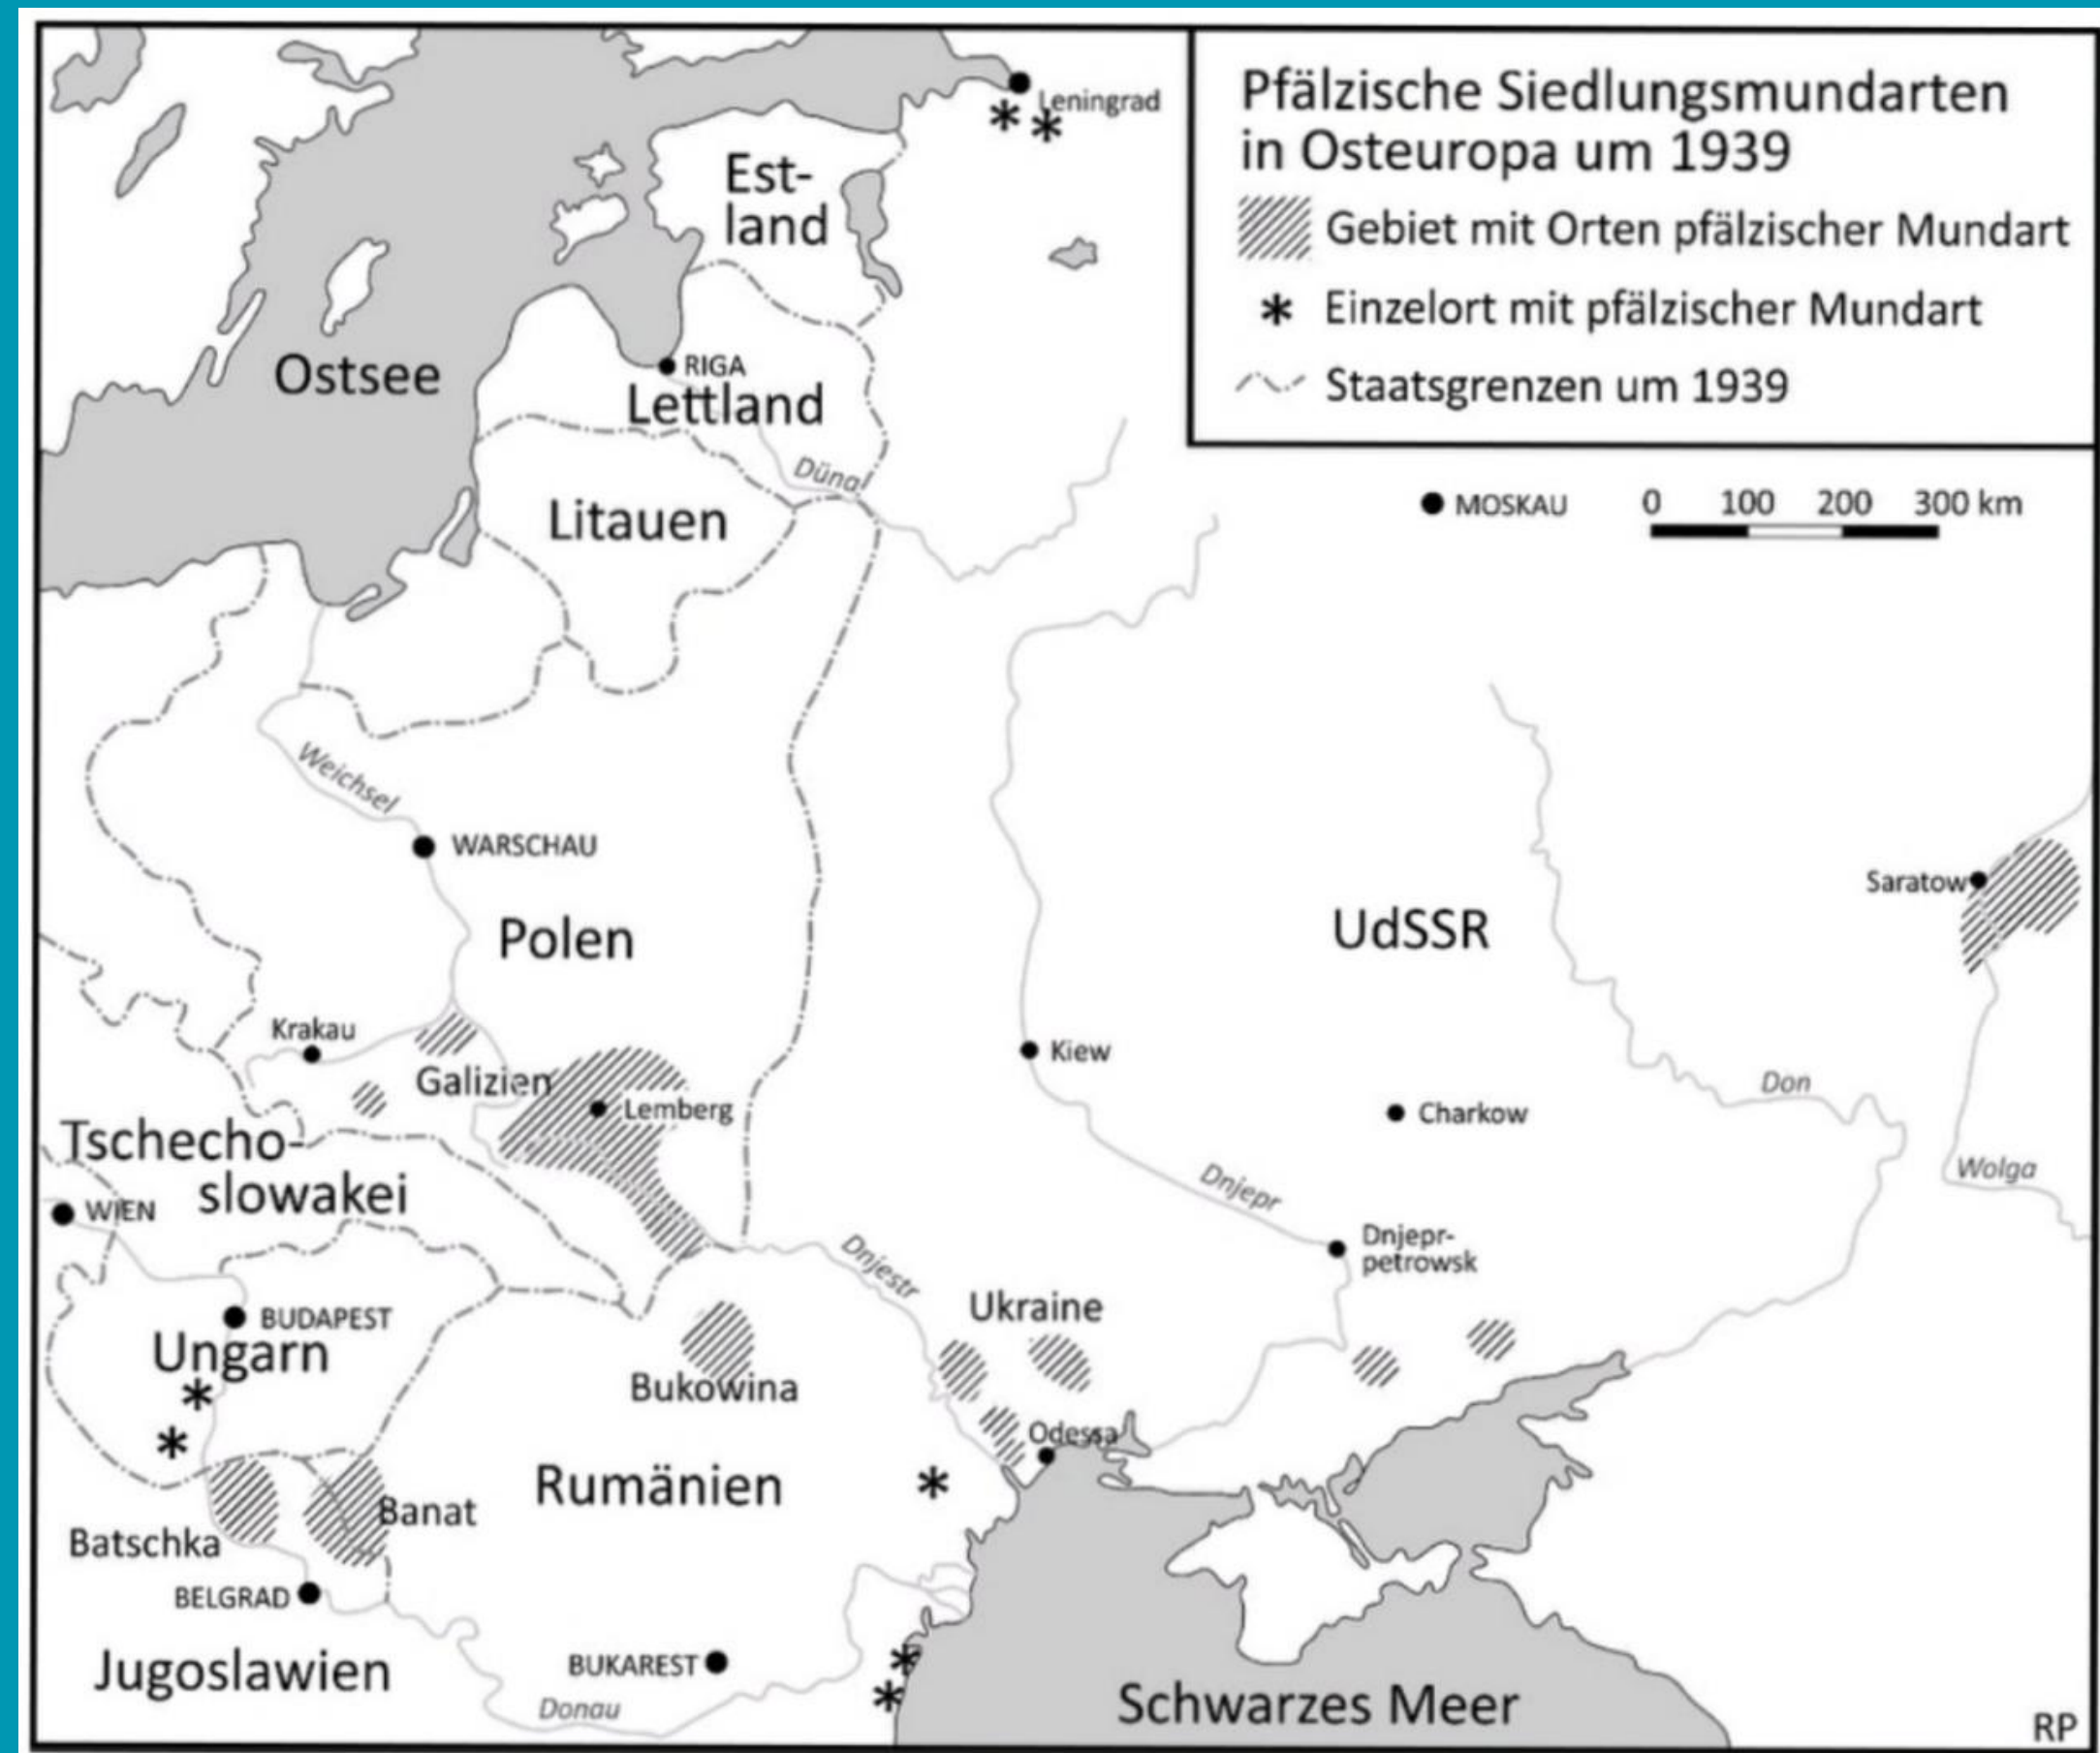 Pfälzische Siedlungsmundarten
in Osteuropa um 1939
Gebiet mit Orten pfälzischer Mundart
Einzelort mit pfälzischer Mundart
Staatsgrenzen um 1939
Leningrad
Est-
land
Ostsee
RIGA
Lettland
Düna
Litauen
MOSKAU
0 100 200 300 km
Weichsel
WARSCHAU
Polen
UdSSR
Saratow
Krakau
Galizien
Lemberg
Kiew
Charkow
Don
Wolga
Tschecho-
slowakei
WIEN
Dnjepr
Dnjepr-
petrowsk
Dnjestr
Ukraine
BUDAPEST
Ungarn
Bukowina
Odessa
Rumänien
Banat
Batschka
BELGRAD
Jugoslawien
BUKAREST
Donau
Schwarzes Meer
RP